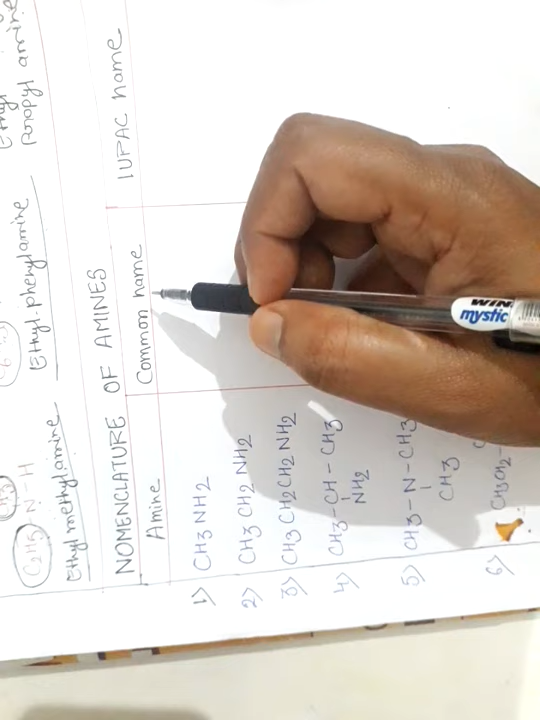 C2H5 N - H
Ethyl methylamine
Ethyl-phenylamine
propyl amine
NOMENCLATURE OF AMINES
Amine Common name IUPAC name
1) CH3 NH2
2) CH3 CH2 NH2
3) CH3 CH2 CH2 NH2
4) CH3 - CH - CH3
NH2
5) CH3 - N - CH3
CH3
6) CH3CH2 -
WIN
mystic